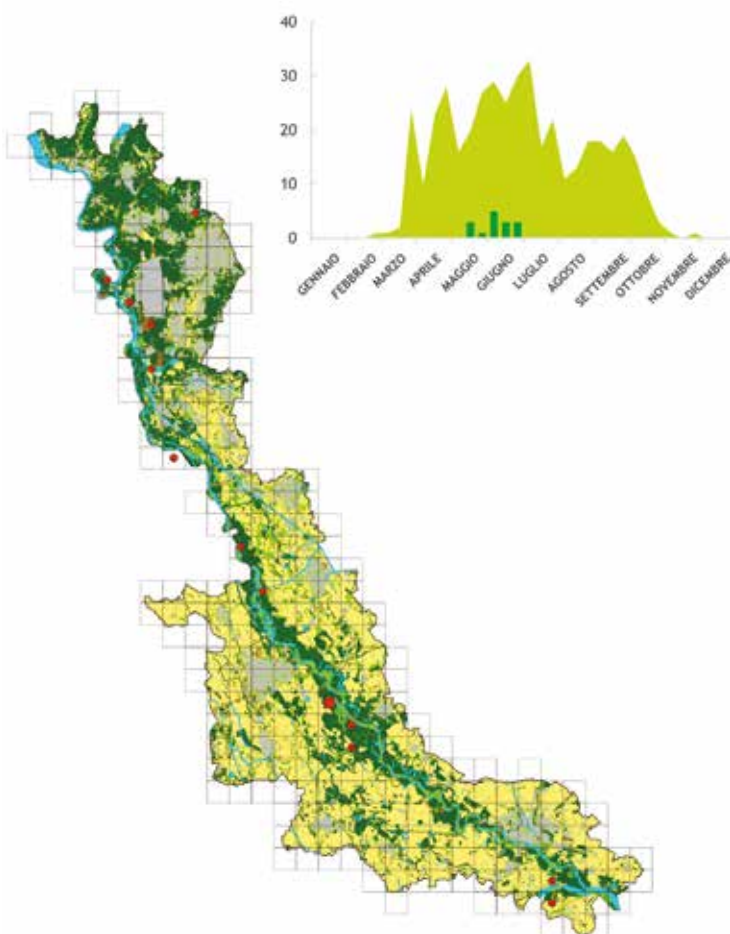 40
30
20
10
0
GENNAIO
FEBBRAIO
MARZO
APRILE
MAGGIO
GIUGNO
LUGLIO
AGOSTO
SETTEMBRE
OTTOBRE
NOVEMBRE
DICEMBRE